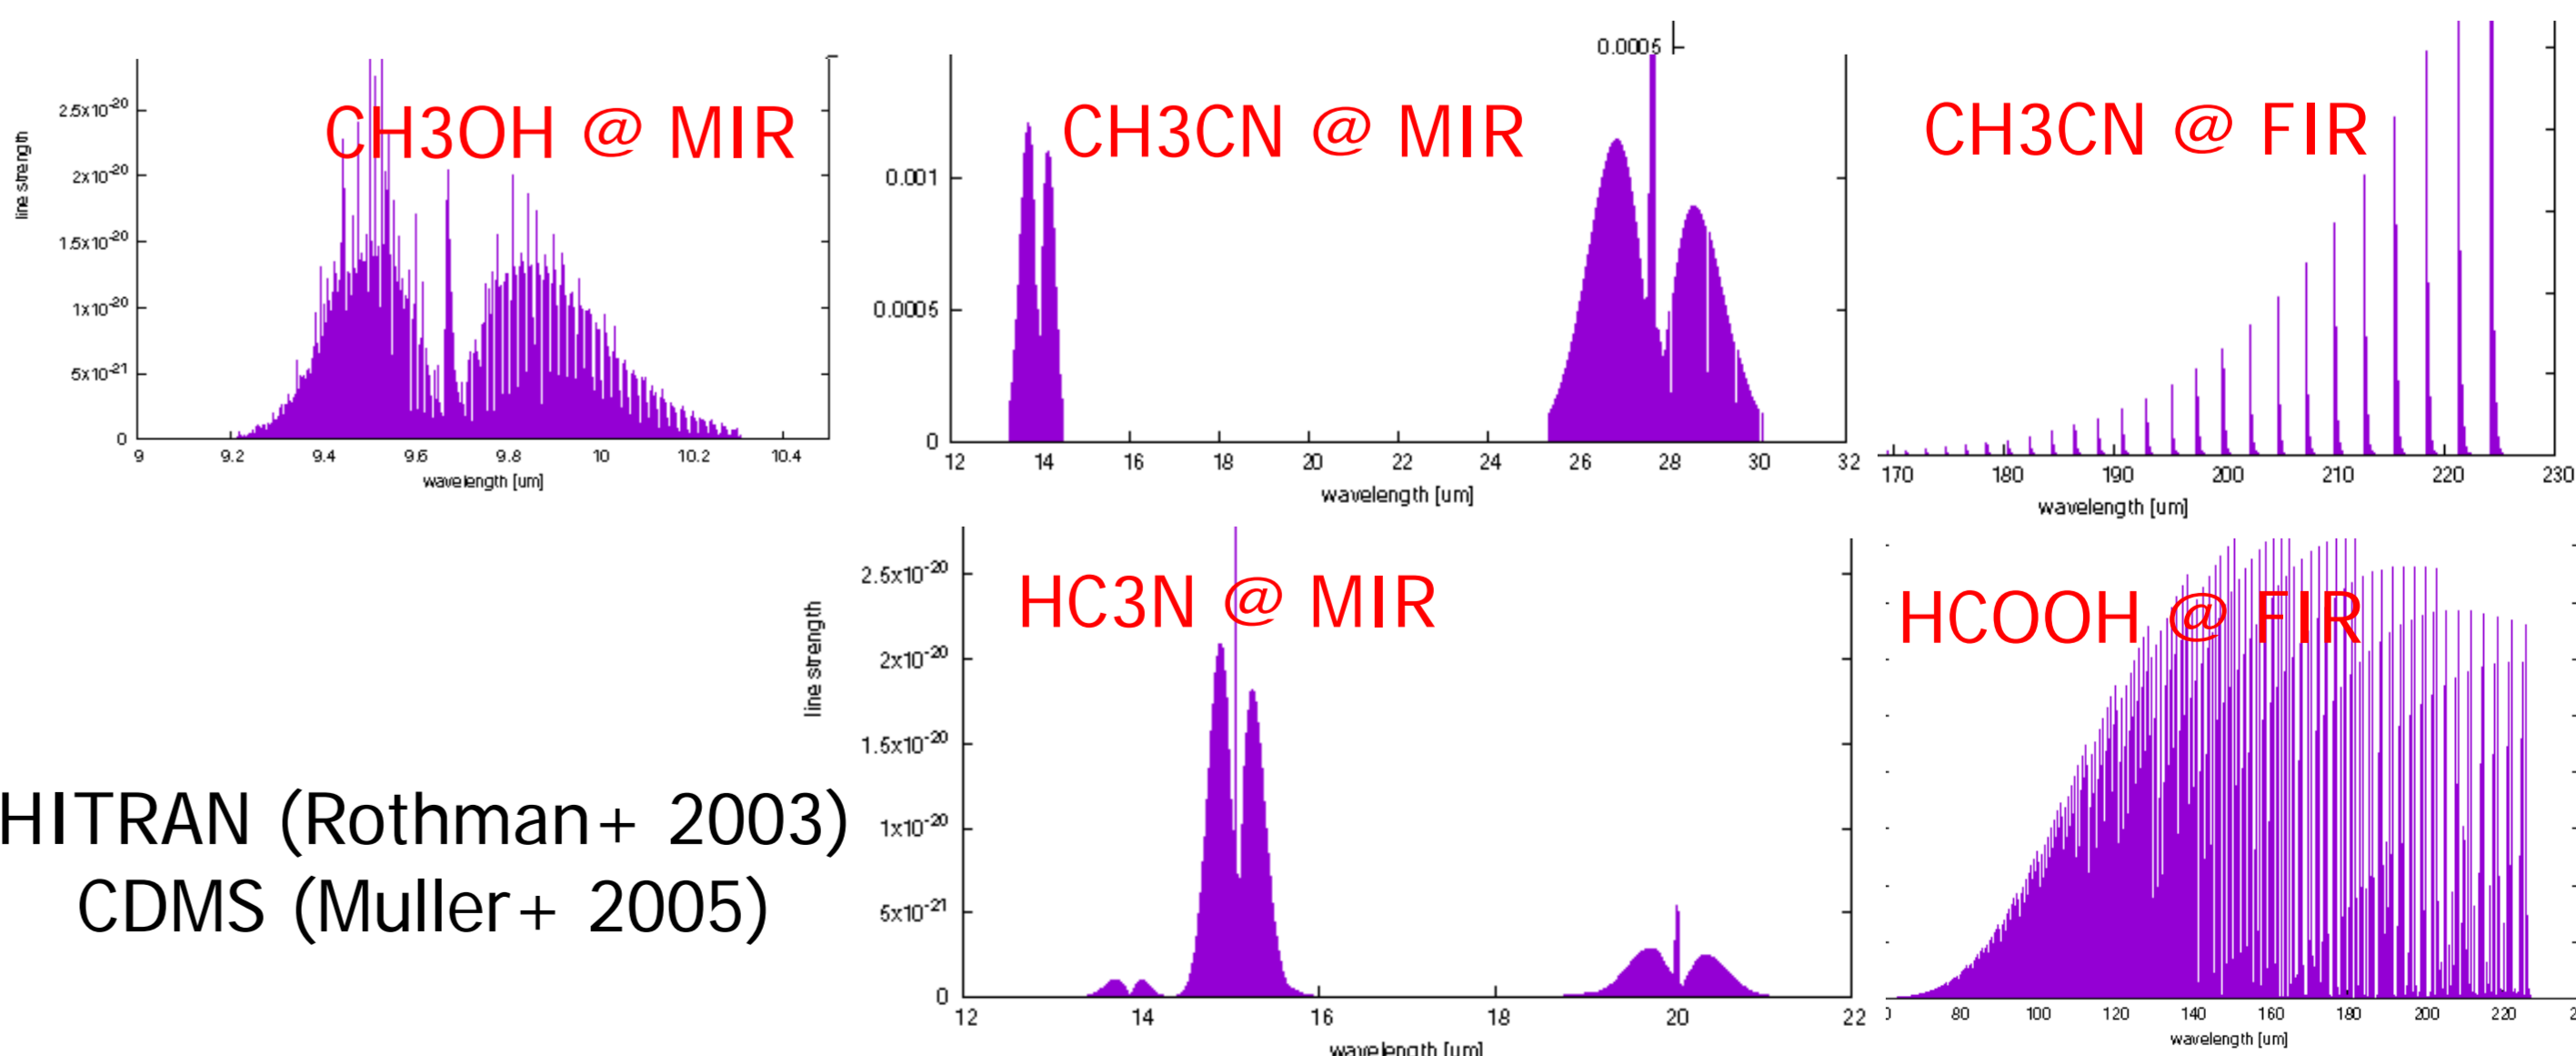 CH3OH @ MIR
line strength
2.5x10-20
2x10-20
1.5x10-20
1x10-20
5x10-21
0
9 9.2 9.4 9.6 9.8 10 10.2 10.4
wavelength [um]
CH3CN @ MIR
0.0005
0.001
0.0005
0
12 14 16 18 20 22 24 26 28 30 32
wavelength [um]
CH3CN @ FIR
170 180 190 200 210 220 230
wavelength [um]
HITRAN (Rothman+ 2003)
CDMS (Muller+ 2005)
HC3N @ MIR
line strength
2.5x10-20
2x10-20
1.5x10-20
1x10-20
5x10-21
0
12 14 16 18 20 22
wavelength [um]
HCOOH @ FIR
80 100 120 140 160 180 200 220
wavelength [um]